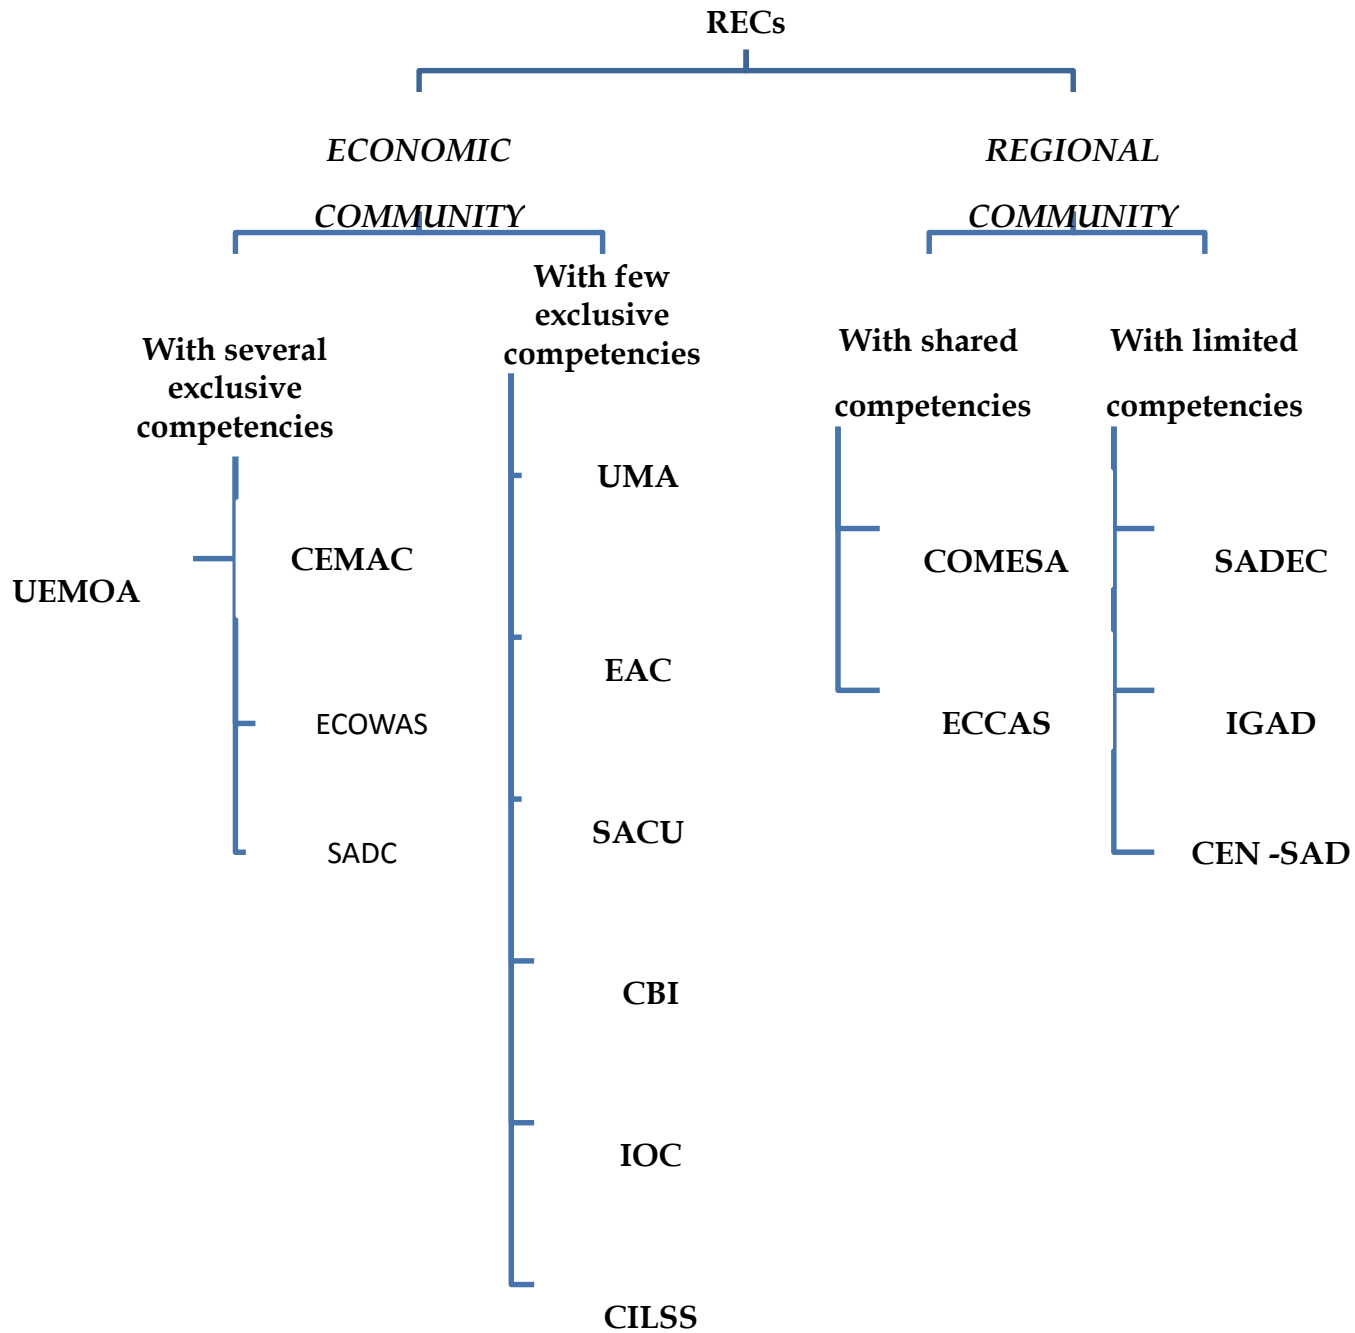 RECs
ECONOMIC
COMMUNITY
With several
exclusive
competencies
UEMOA
CEMAC
ECOWAS
SADC
With few
exclusive
competencies
UMA
EAC
SACU
CBI
IOC
CILSS
REGIONAL
COMMUNITY
With shared
competencies
COMESA
ECCAS
With limited
competencies
SADEC
IGAD
CEN -SAD